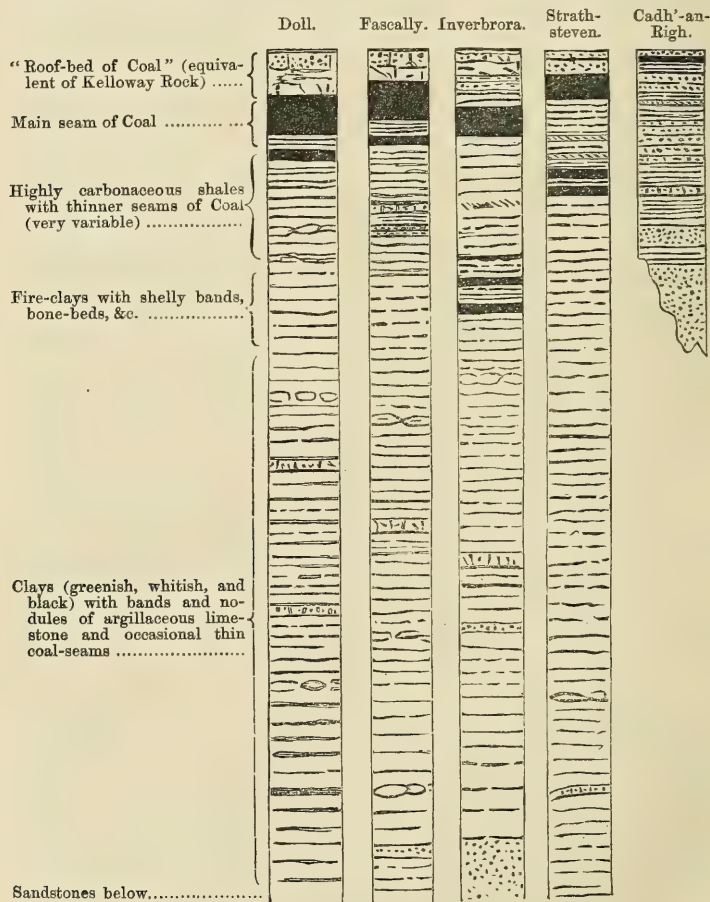 Doll. Fascally. Inverbrora. Strath-
steven. Cadh'-an-
Righ.
“Roof-bed of Coal” (equiva-
lent of Kelloway Rock) ......
Main seam of Coal ............ ...
Highly carbonaceous shales
with thinner seams of Coal
(very variable) ..................
Fire-clays with shelly bands,
bone-beds, &c. ..................
Clays (greenish, whitish, and
black) with bands and no-
dules of argillaceous lime-
stone and occasional thin
coal-seams ........................
Sandstones below.....................